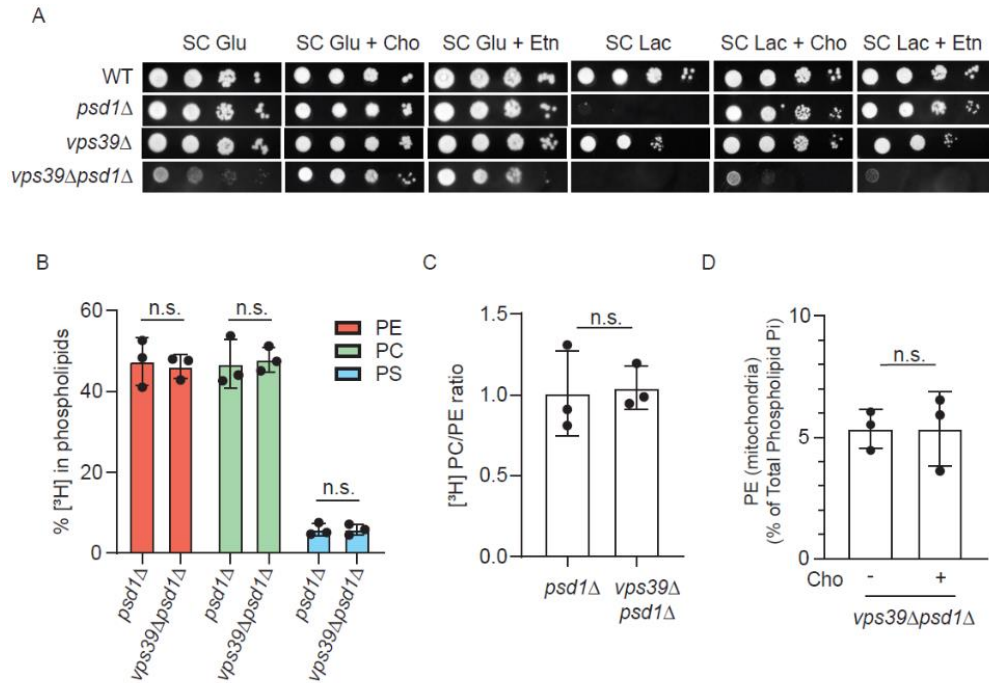 A
SC Glu
SC Glu + Cho
SC Glu + Etn
SC Lac
SC Lac + Cho
SC Lac + Etn
WT
psd1Δ
vps39Δ
vps39Δpsd1Δ
B
% [³H] in phospholipids
60
40
20
0
n.s.
n.s.
n.s.
PE
PC
PS
psd1Δ
vps39Δpsd1Δ
psd1Δ
vps39Δpsd1Δ
psd1Δ
vps39Δpsd1Δ
C
[³H] PC/PE ratio
1.5
1.0
0.5
0.0
n.s.
psd1Δ
vps39Δ
psd1Δ
D
PE (mitochondria)
(% of Total Phospholipid Pi)
10
5
0
n.s.
Cho
-
+
vps39Δpsd1Δ